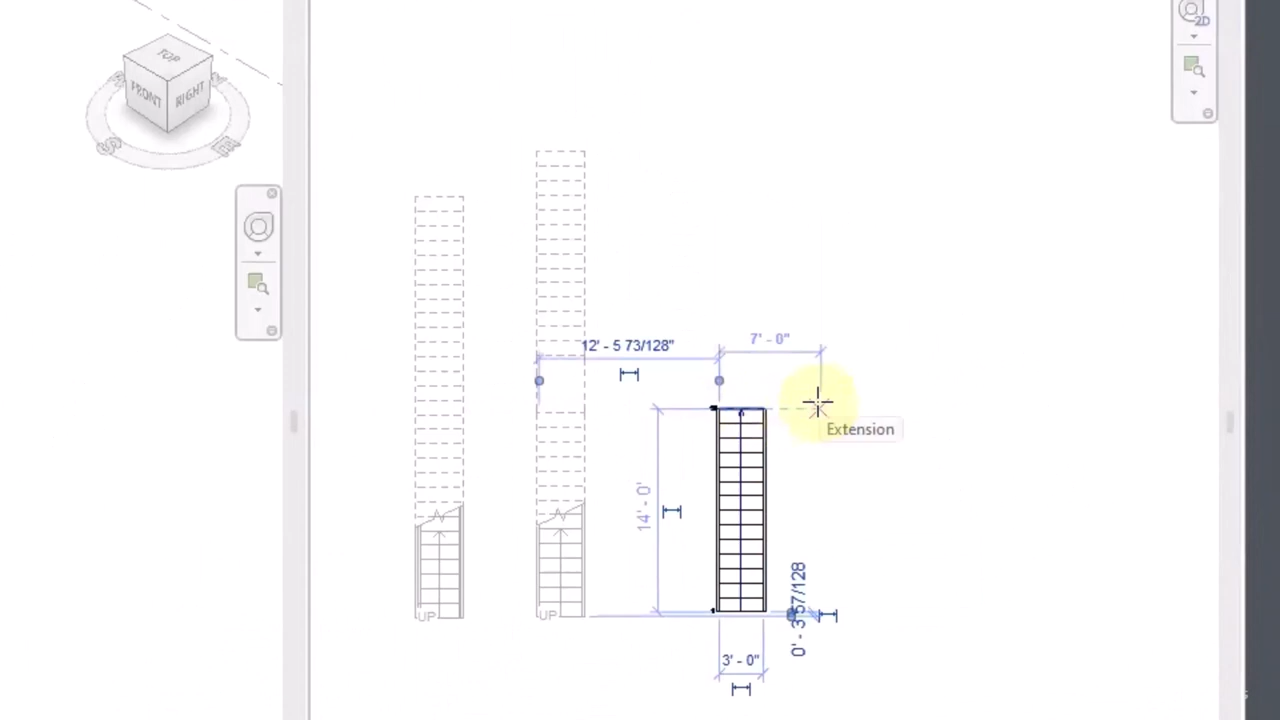 TOP
FRONT
RIGHT
S
E
2D
12' - 5 73/128"
7' - 0"
Extension
14' - 0"
0' - 3 57/128
UP
UP
3' - 0"